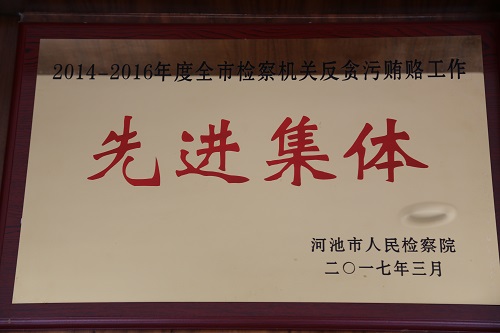 2014-2016年度全市检察机关反贪污贿赂工作
先进集体
河池市人民检察院
二〇一七年三月